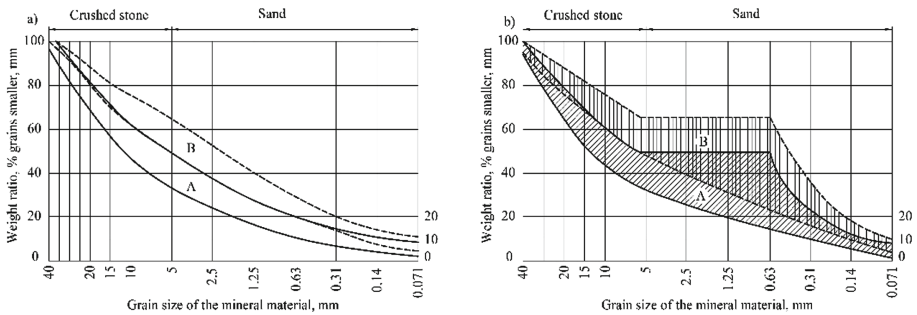 a)
Crushed stone
Sand
Weight ratio, % grains smaller, mm
100
80
60
40
20
0
B
A
20
10
0
40
20
15
10
5
2.5
1.25
0.63
0.31
0.14
0.071
Grain size of the mineral material, mm
b)
Crushed stone
Sand
Weight ratio, % grains smaller, mm
100
80
60
40
20
0
B
A
20
10
0
40
20
15
10
5
2.5
1.25
0.63
0.31
0.14
0.071
Grain size of the mineral material, mm